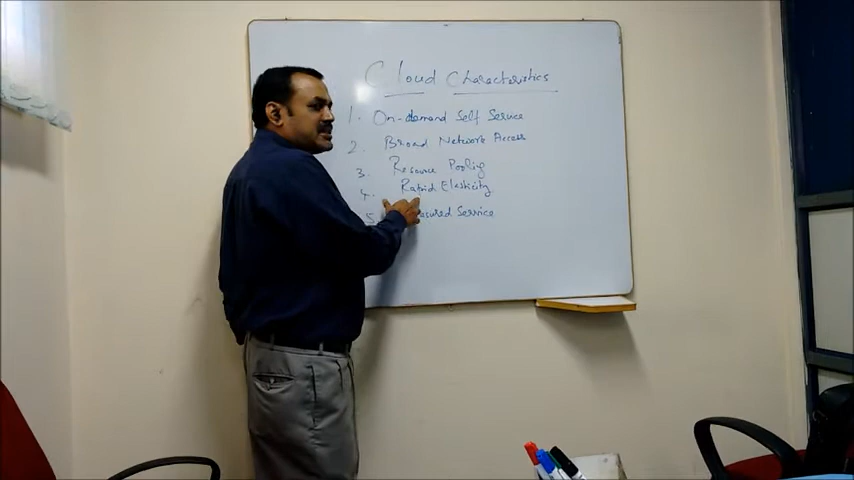 Cloud Characteristics
1. On-demand Self Service
2. Broad Network Access
3. Resource Pooling
4. Rapid Elasticity
5. Service